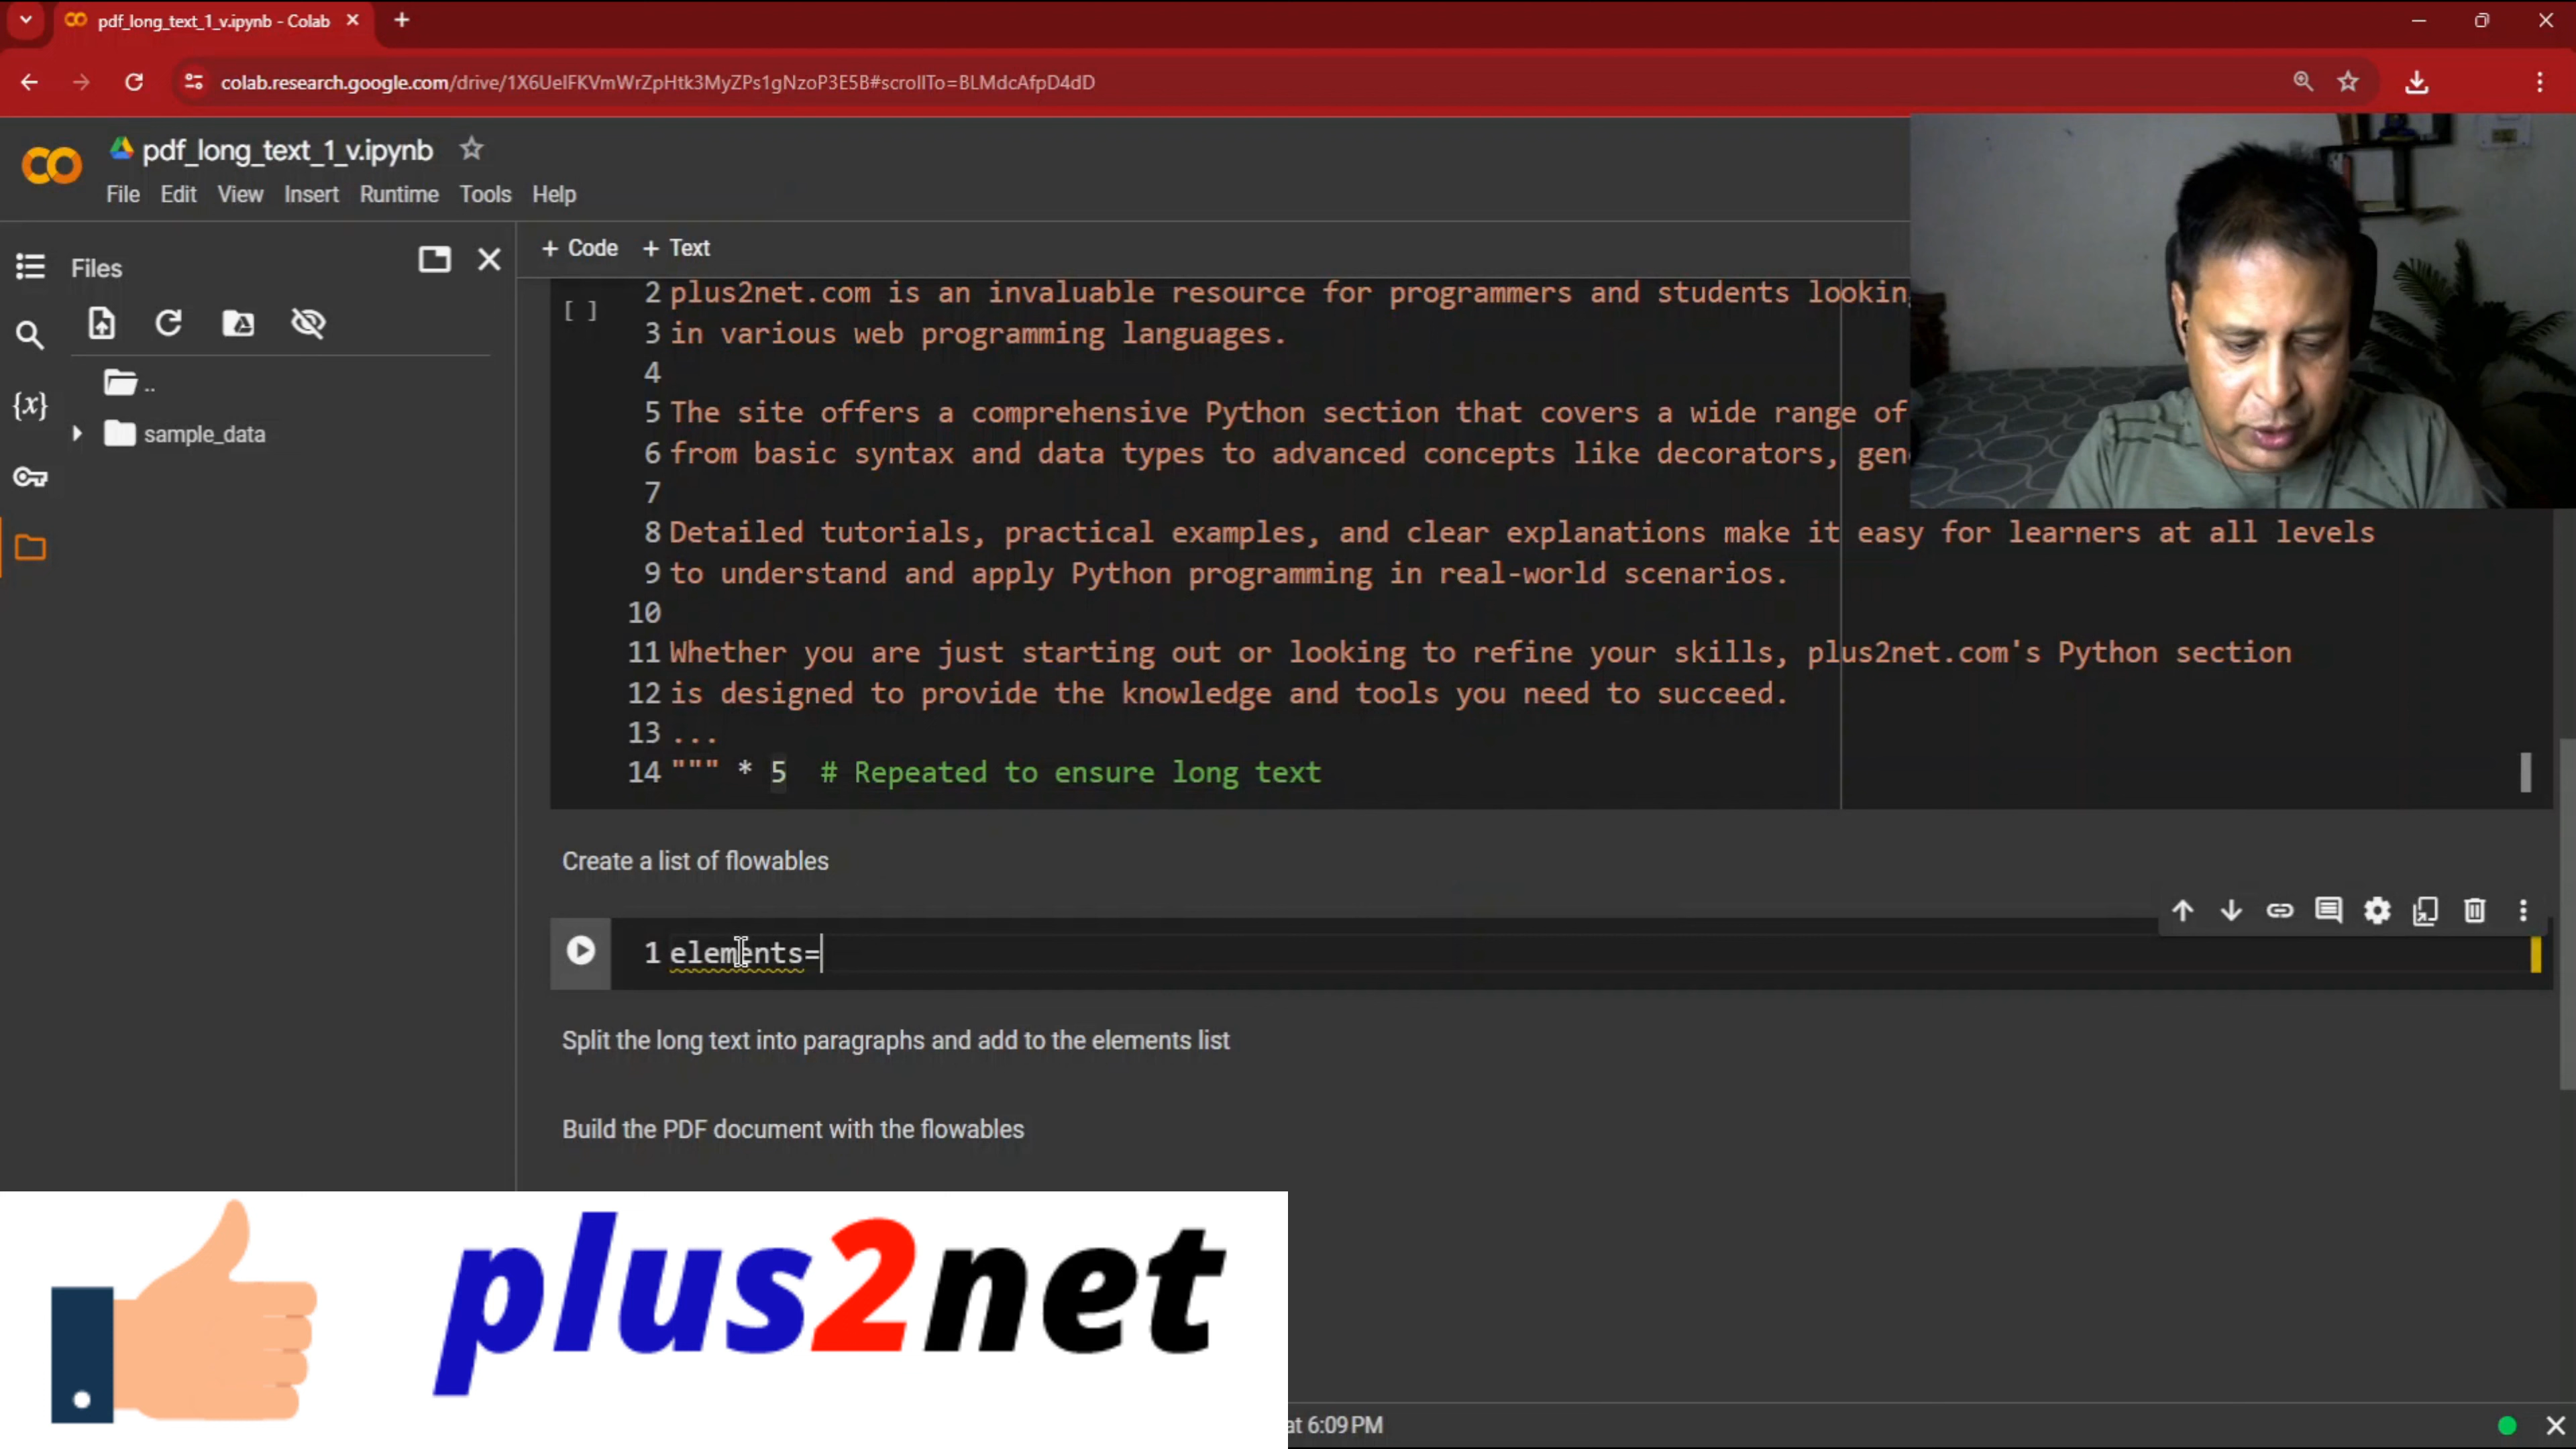 pdf_long_text_1_v.ipynb - Colab
colab.research.google.com/drive/1X6UelFKVmWrZpHtk3MyZPs1gNzoP3E5B#scrollTo=BLMdcAfpD4dD
pdf_long_text_1_v.ipynb
File Edit View Insert Runtime Tools Help
Files
+ Code + Text
..
sample_data
{x}
[ ]
2 plus2net.com is an invaluable resource for programmers and students lookin
3 in various web programming languages.
4
5 The site offers a comprehensive Python section that covers a wide range of
6 from basic syntax and data types to advanced concepts like decorators, gen
7
8 Detailed tutorials, practical examples, and clear explanations make it easy for learners at all levels
9 to understand and apply Python programming in real-world scenarios.
10
11 Whether you are just starting out or looking to refine your skills, plus2net.com's Python section
12 is designed to provide the knowledge and tools you need to succeed.
13 ...
14 """ * 5  # Repeated to ensure long text
Create a list of flowables
1 elements=
Split the long text into paragraphs and add to the elements list
Build the PDF document with the flowables
plus2net
at 6:09 PM